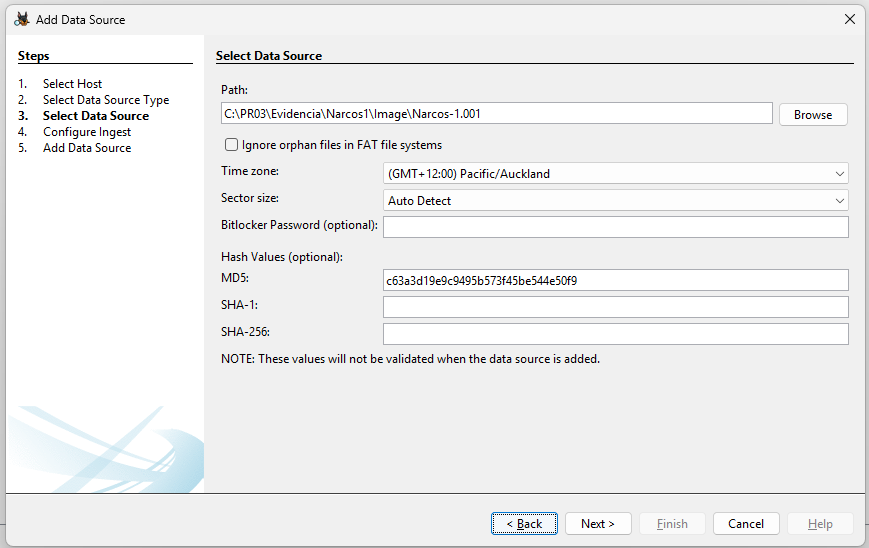 Add Data Source
Steps
1. Select Host
2. Select Data Source Type
3. Select Data Source
4. Configure Ingest
5. Add Data Source
Select Data Source
Path:
C:\PR03\Evidencia\Narcos1\Image\Narcos-1.001
Browse
Ignore orphan files in FAT file systems
Time zone: (GMT+12:00) Pacific/Auckland
Sector size: Auto Detect
Bitlocker Password (optional):
Hash Values (optional):
MD5: c63a3d19e9c9495b573f45be544e50f9
SHA-1:
SHA-256:
NOTE: These values will not be validated when the data source is added.
< Back Next > Finish Cancel Help